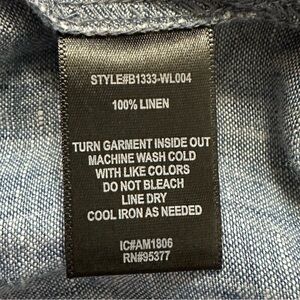 STYLE#B1333-WL004
100% LINEN
TURN GARMENT INSIDE OUT
MACHINE WASH COLD
WITH LIKE COLORS
DO NOT BLEACH
LINE DRY
COOL IRON AS NEEDED
IC#AM1806
RN#95377